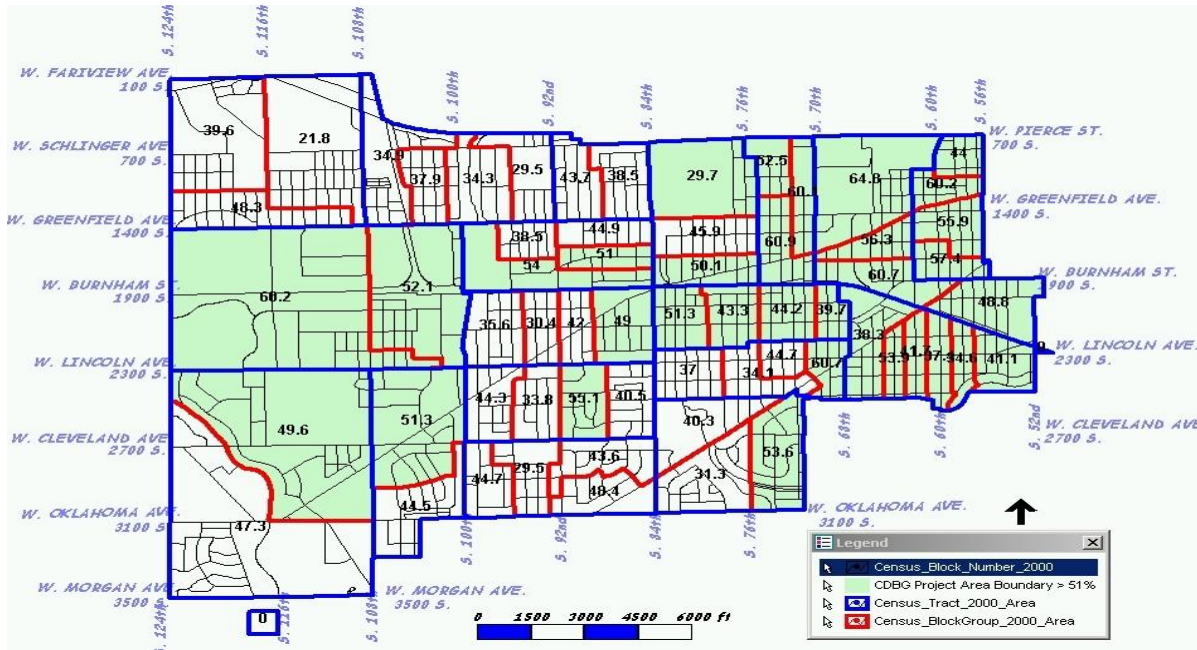 S. 124th
S. 116th
S. 108th
W. FARIVIEW AVE
100 S.
S. 100th
S. 92nd
S. 84th
S. 76th
S. 70th
S. 60th
S. 56th
W. PIERCE ST.
700 S.
39.6
21.8
W. SCHLINGER AVE
700 S.
34.9
37.9
34.3
29.5
43.7
38.5
29.7
52.5
60.1
64.8
44
60.2
48.3
W. GREENFIELD AVE
1400 S.
W. GREENFIELD AVE.
1400 S.
38.5
44.9
45.9
60.9
56.3
55.9
54
51
50.1
60.7
57.4
W. BURNHAM ST.
1900 S.
W. BURNHAM ST.
1900 S.
60.2
52.1
35.6
30.4
42
49
51.3
43.3
44.2
39.7
38.3
48.8
W. LINCOLN AVE
2300 S.
W. LINCOLN AVE.
2300 S.
37
34.1
44.7
60.7
53.9
41.1
49.6
51.3
44.3
33.8
55.1
40.5
40.3
W. CLEVELAND AVE
2700 S.
W. CLEVELAND AVE
2700 S.
S. 68th
S. 60th
S. 52nd
44.7
29.5
43.6
48.4
31.3
53.6
44.5
47.3
W. OKLAHOMA AVE.
3100 S.
W. OKLAHOMA AVE.
3100 S.
S. 100th
S. 92nd
S. 84th
S. 76th
W. MORGAN AVE.
3500 S.
W. MORGAN AVE.
3500 S.
S. 124th
S. 116th
S. 108th
0
0 1500 3000 4500 6000 ft
Legend
Census_Block_Number_2000
CDBG Project Area Boundary > 51%
Census_Tract_2000_Area
Census_BlockGroup_2000_Area